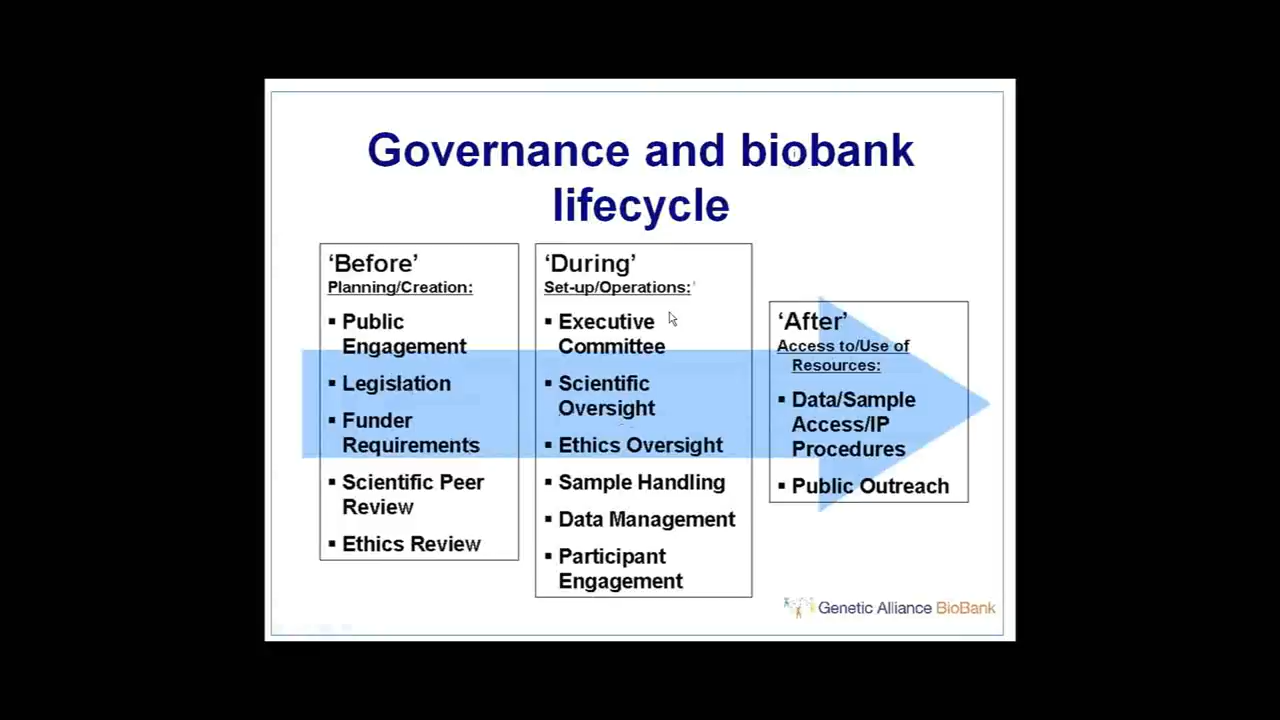 Governance and biobank
lifecycle
‘Before’
Planning/Creation:
▪ Public
Engagement
▪ Legislation
▪ Funder
Requirements
▪ Scientific Peer
Review
▪ Ethics Review
‘During’
Set-up/Operations:’
▪ Executive
Committee
▪ Scientific
Oversight
▪ Ethics Oversight
▪ Sample Handling
▪ Data Management
▪ Participant
Engagement
‘After’
Access to/Use of
Resources:
▪ Data/Sample
Access/IP
Procedures
▪ Public Outreach
Genetic Alliance BioBank